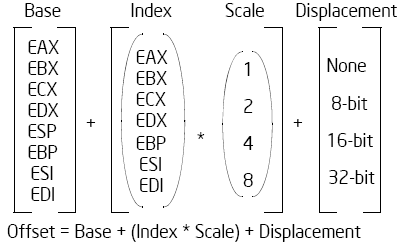 Base Index Scale Displacement
EAX
EBX
ECX
EDX
ESP
EBP
ESI
EDI
+
EAX
EBX
ECX
EDX
EBP
ESI
EDI
*
1
2
4
8
+
None
8-bit
16-bit
32-bit
Offset = Base + (Index * Scale) + Displacement